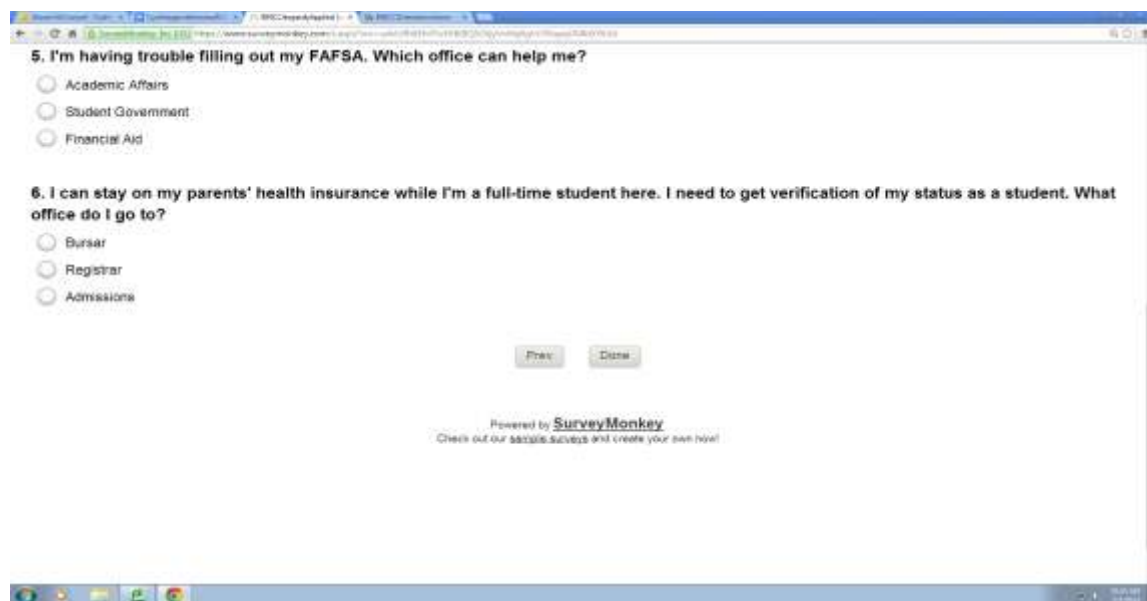 5. I'm having trouble filling out my FAFSA. Which office can help me?
Academic Affairs
Student Government
Financial Aid
6. I can stay on my parents' health insurance while I'm a full-time student here. I need to get verification of my status as a student. What
office do I go to?
Bursar
Registrar
Admissions
Prev Done
Powered by SurveyMonkey
Check out our sample surveys and create your own now!